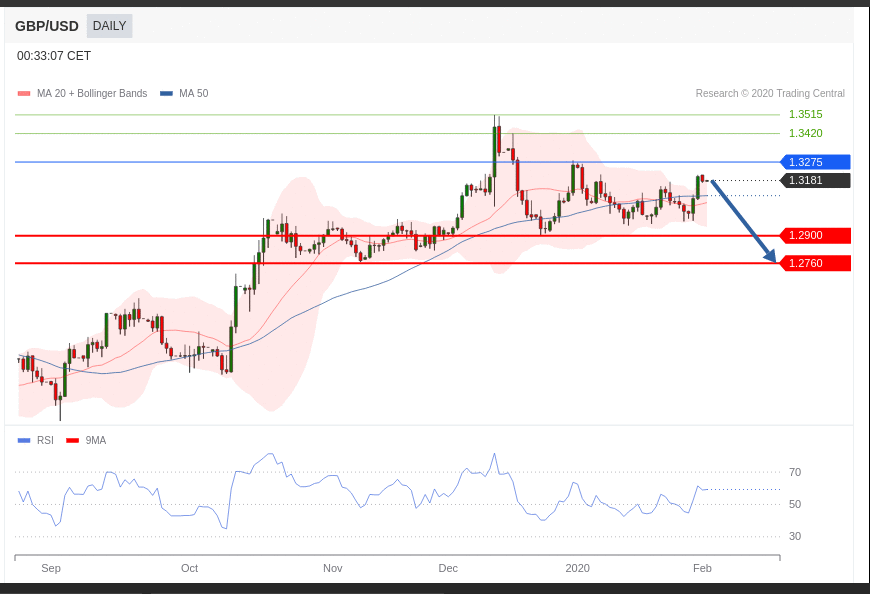 GBP/USD DAILY
00:33:07 CET
MA 20 + Bollinger Bands MA 50
Research © 2020 Trading Central
1.3515
1.3420
1.3275
1.3181
1.2900
1.2760
RSI 9MA
70
50
30
Sep Oct Nov Dec 2020 Feb